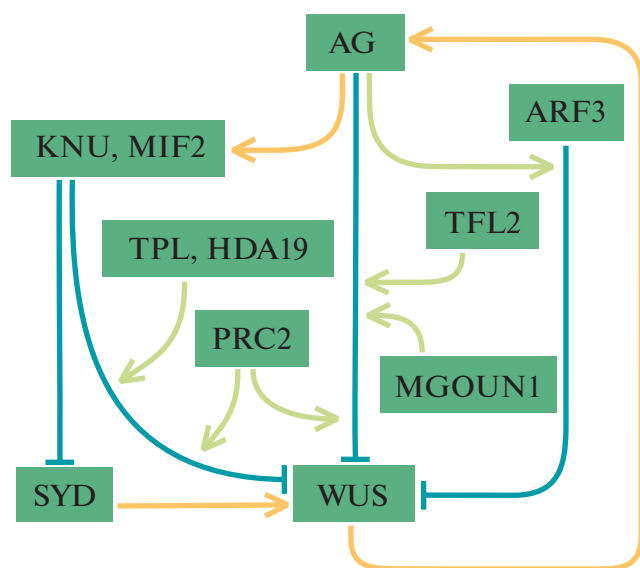 AG
ARF3
KNU, MIF2
TFL2
TPL, HDA19
PRC2
MGOUN1
SYD
WUS